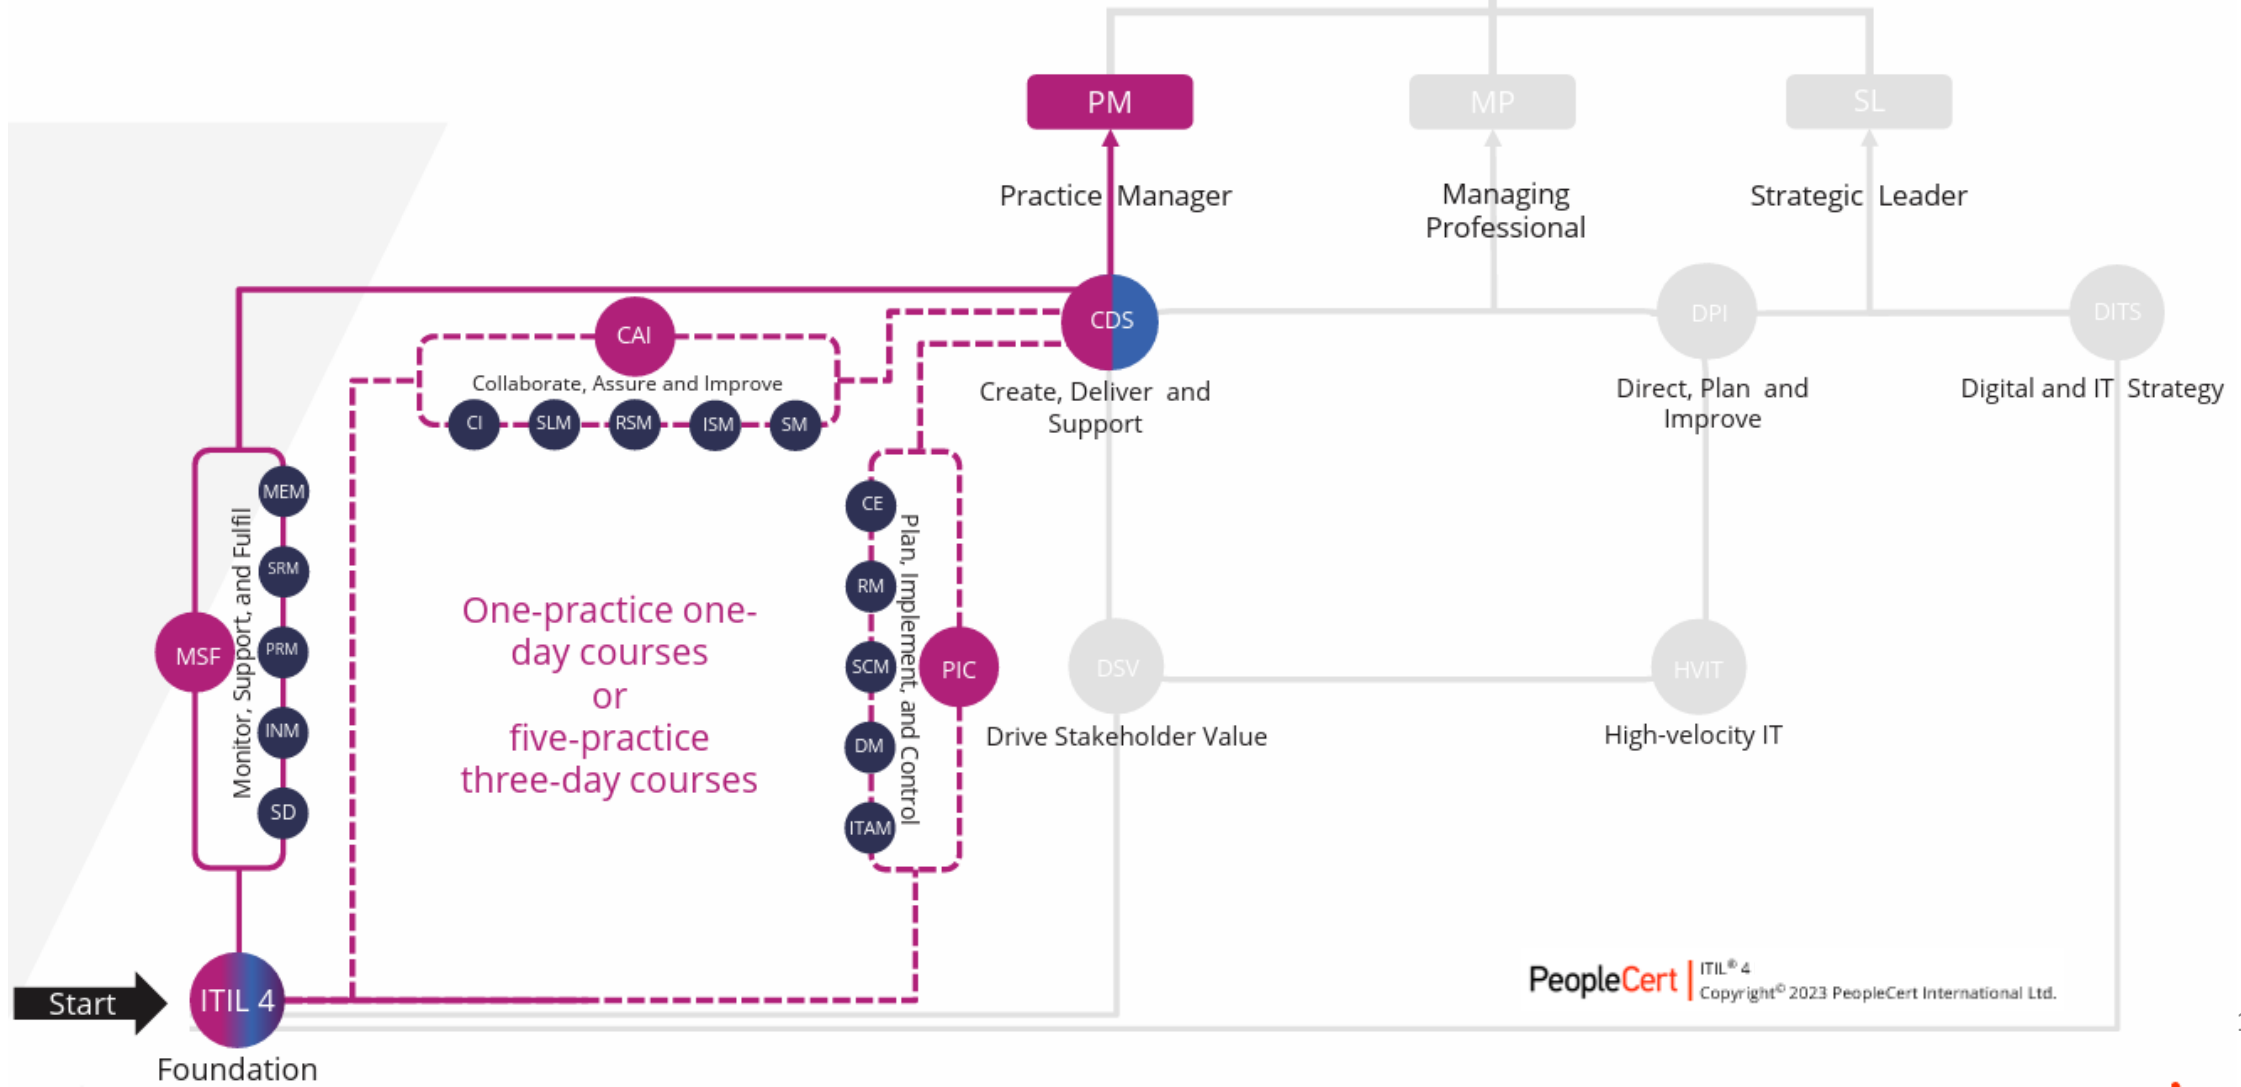 PM
MP
SL
Practice Manager
Managing
Professional
Strategic Leader
CAI
CDS
DPI
DITS
Collaborate, Assure and Improve
CI
SLM
RSM
ISM
SM
Create, Deliver and
Support
Direct, Plan and
Improve
Digital and IT Strategy
MSF
Monitor, Support, and Fulfil
MEM
SRM
PRM
INM
SD
One-practice one-
day courses
or
five-practice
three-day courses
CE
RM
SCM
DM
ITAM
Plan, Implement, and Control
PIC
DSV
HVIT
Drive Stakeholder Value
High-velocity IT
Start
ITIL 4
Foundation
PeopleCert
ITIL® 4
Copyright© 2023 PeopleCert International Ltd.